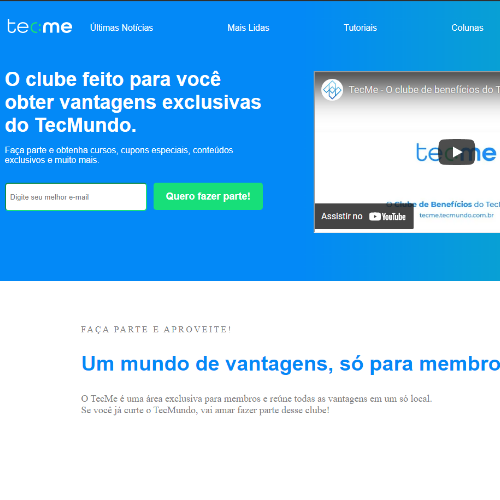 tecme
Últimas Notícias
Mais Lidas
Tutoriais
Colunas
O clube feito para você
obter vantagens exclusivas
do TecMundo.
Faça parte e obtenha cursos, cupons especiais, conteúdos
exclusivos e muito mais.
Digite seu melhor e-mail
Quero fazer parte!
TecMe - O clube de benefícios do T
tecme
O Clube de Benefícios do Tec
tecme.tecmundo.com.br
Assistir no YouTube
FAÇA PARTE E APROVEITE!
Um mundo de vantagens, só para membro
O TecMe é uma área exclusiva para membros e reúne todas as vantagens em um só local.
Se você já curte o TecMundo, vai amar fazer parte desse clube!